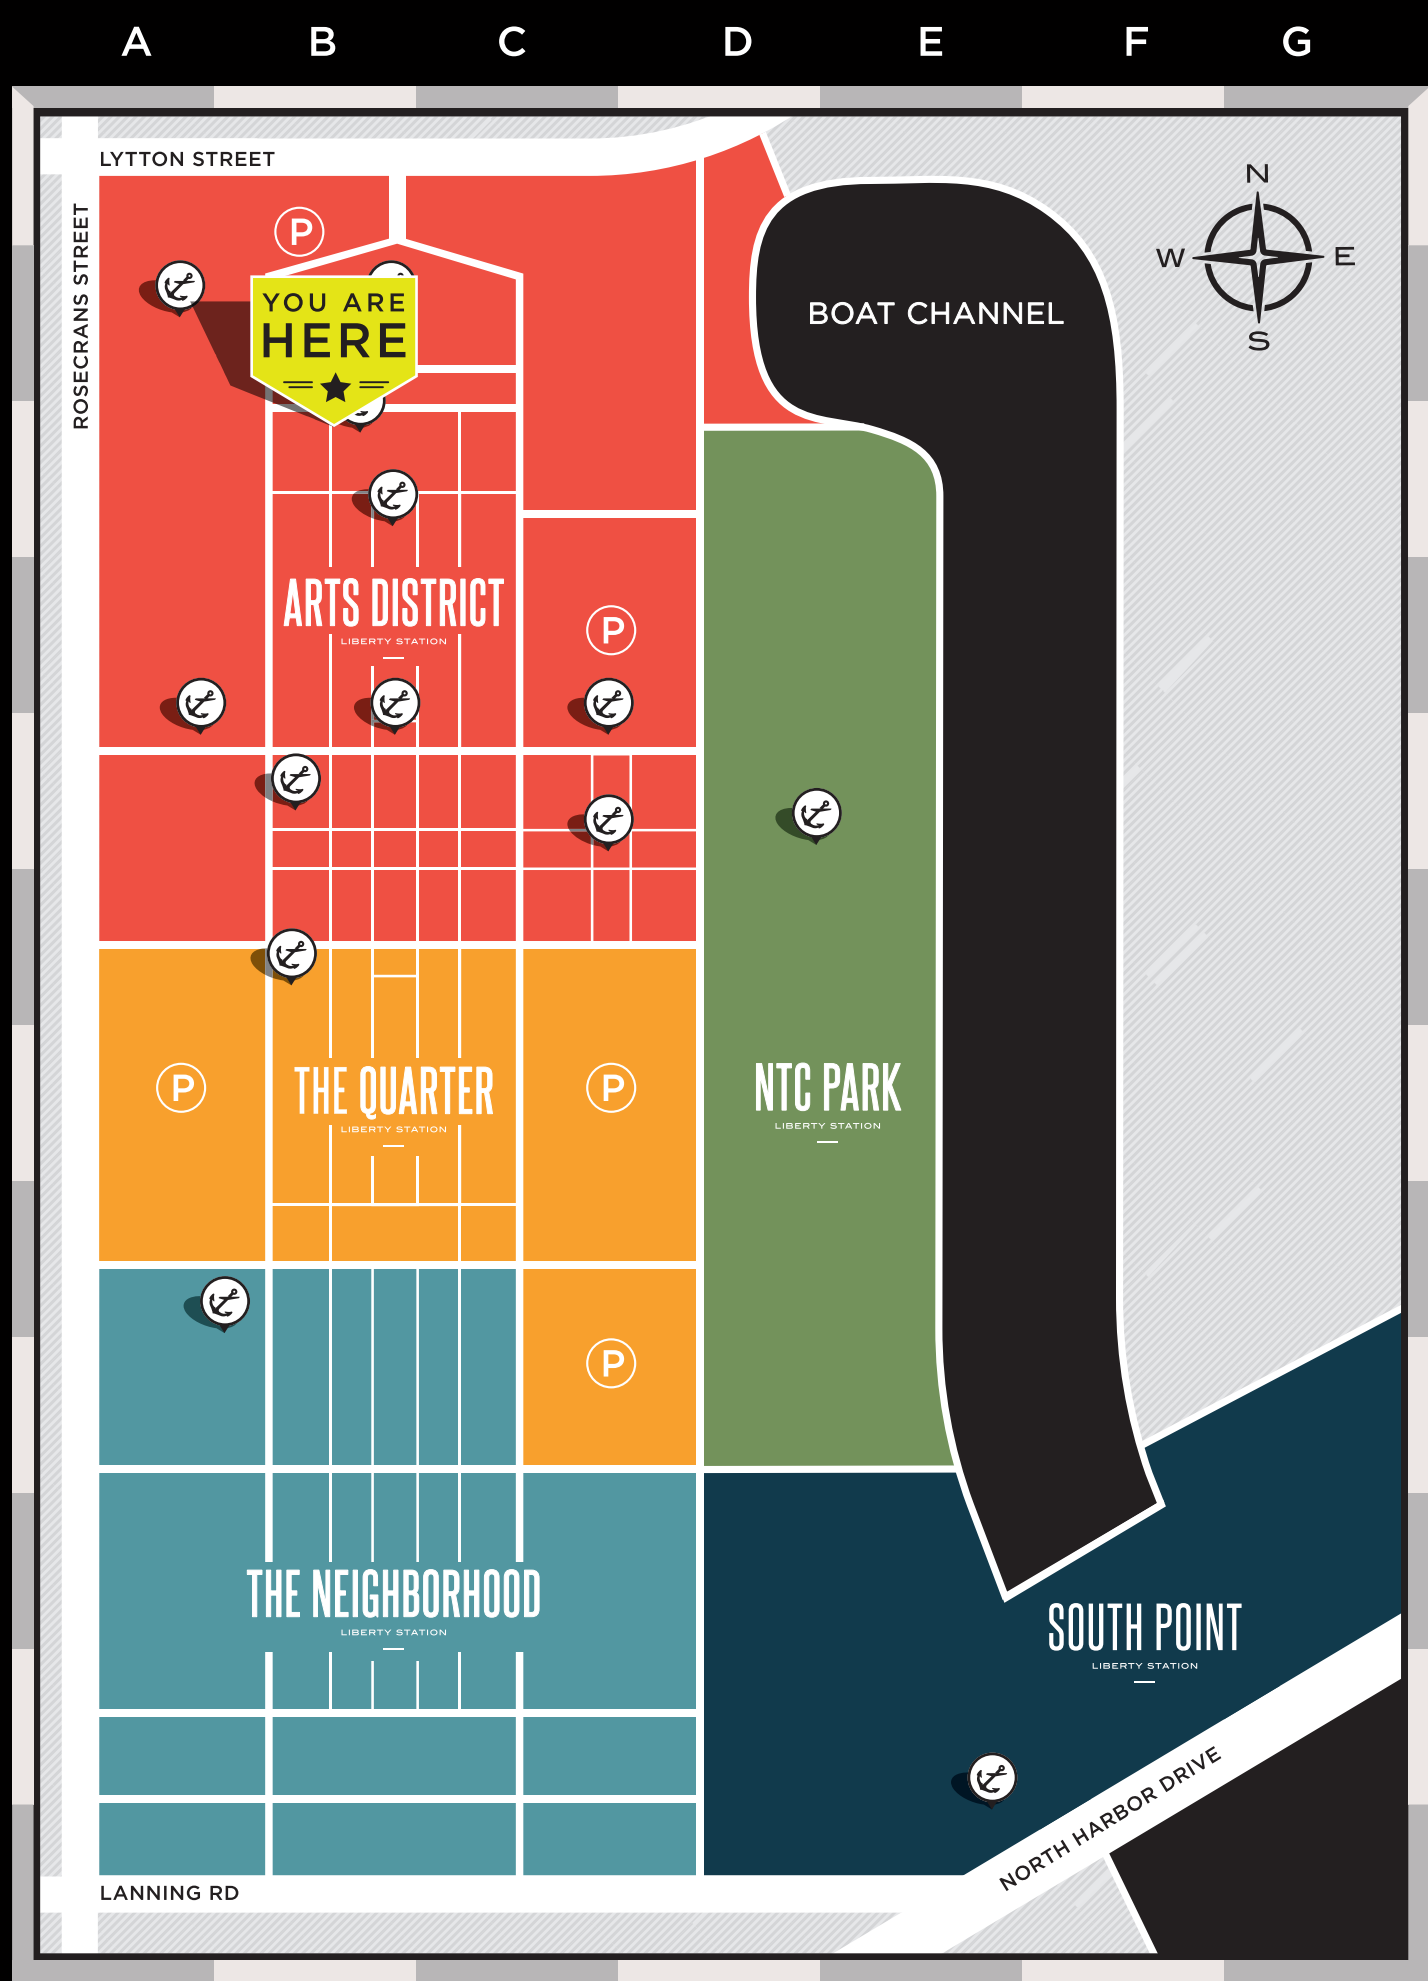 A B C D E F G
LYTTON STREET
ROSECRANS STREET
N
W
E
S
P
YOU ARE
HERE
BOAT CHANNEL
ARTS DISTRICT
LIBERTY STATION
P
THE QUARTER
LIBERTY STATION
P
P
NTC PARK
LIBERTY STATION
P
THE NEIGHBORHOOD
LIBERTY STATION
SOUTH POINT
LIBERTY STATION
NORTH HARBOR DRIVE
LANNING RD